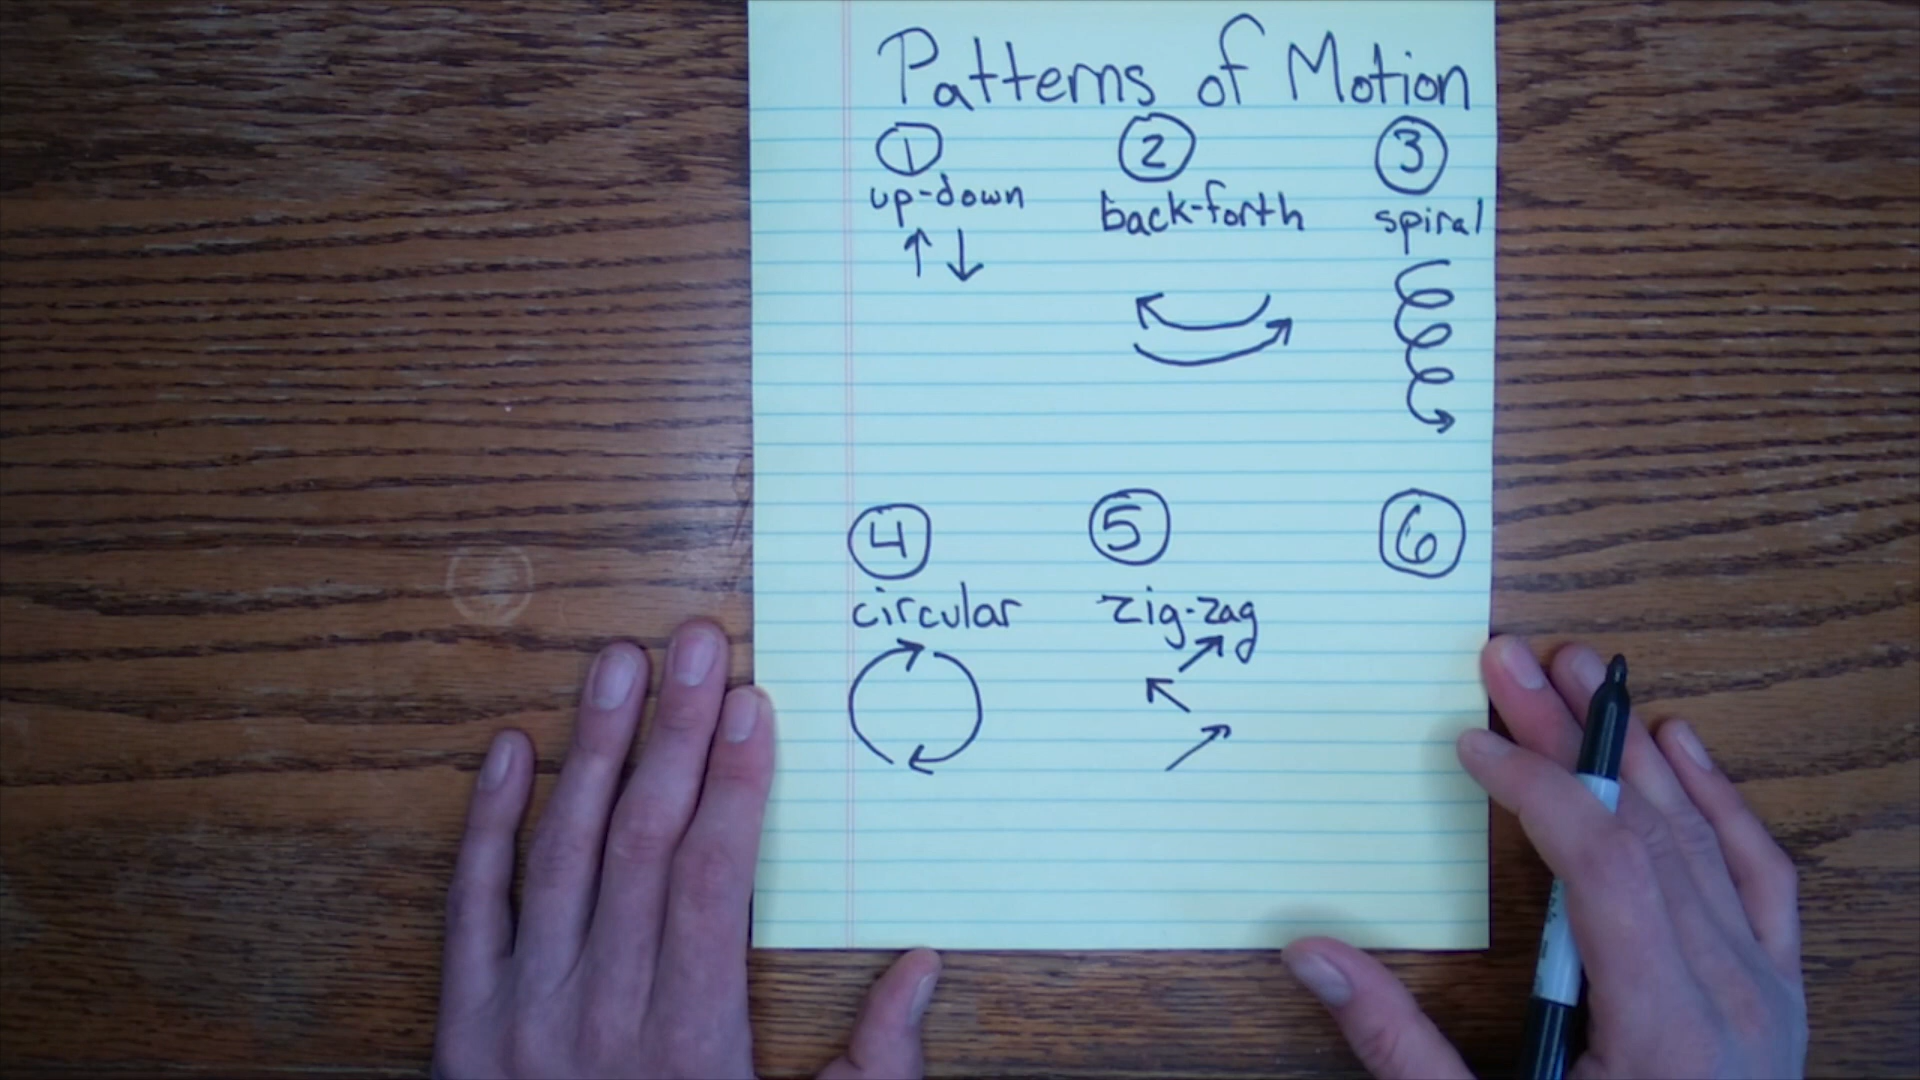 Patterns of Motion
1 2 3
up-down back-forth spiral
4 5 6
circular zig-zag